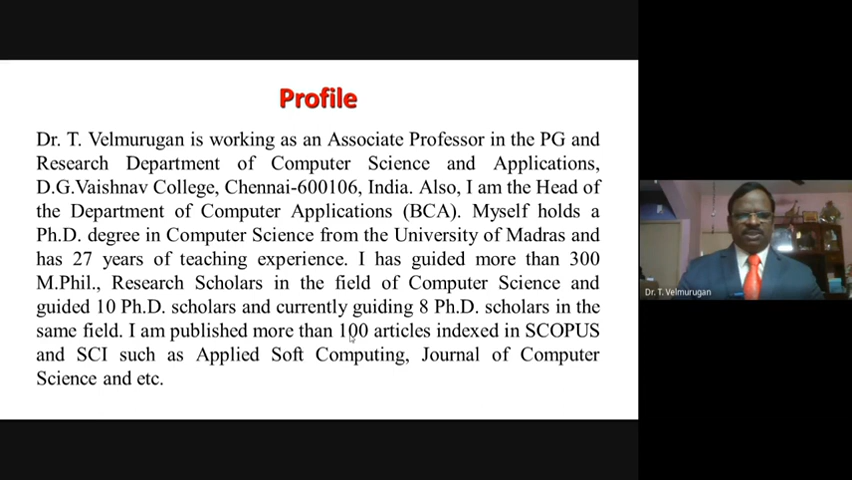 Profile
Dr. T. Velmurugan is working as an Associate Professor in the PG and
Research Department of Computer Science and Applications,
D.G.Vaishnav College, Chennai-600106, India. Also, I am the Head of
the Department of Computer Applications (BCA). Myself holds a
Ph.D. degree in Computer Science from the University of Madras and
has 27 years of teaching experience. I has guided more than 300
M.Phil., Research Scholars in the field of Computer Science and
guided 10 Ph.D. scholars and currently guiding 8 Ph.D. scholars in the
same field. I am published more than 100 articles indexed in SCOPUS
and SCI such as Applied Soft Computing, Journal of Computer
Science and etc.
Dr. T. Velmurugan